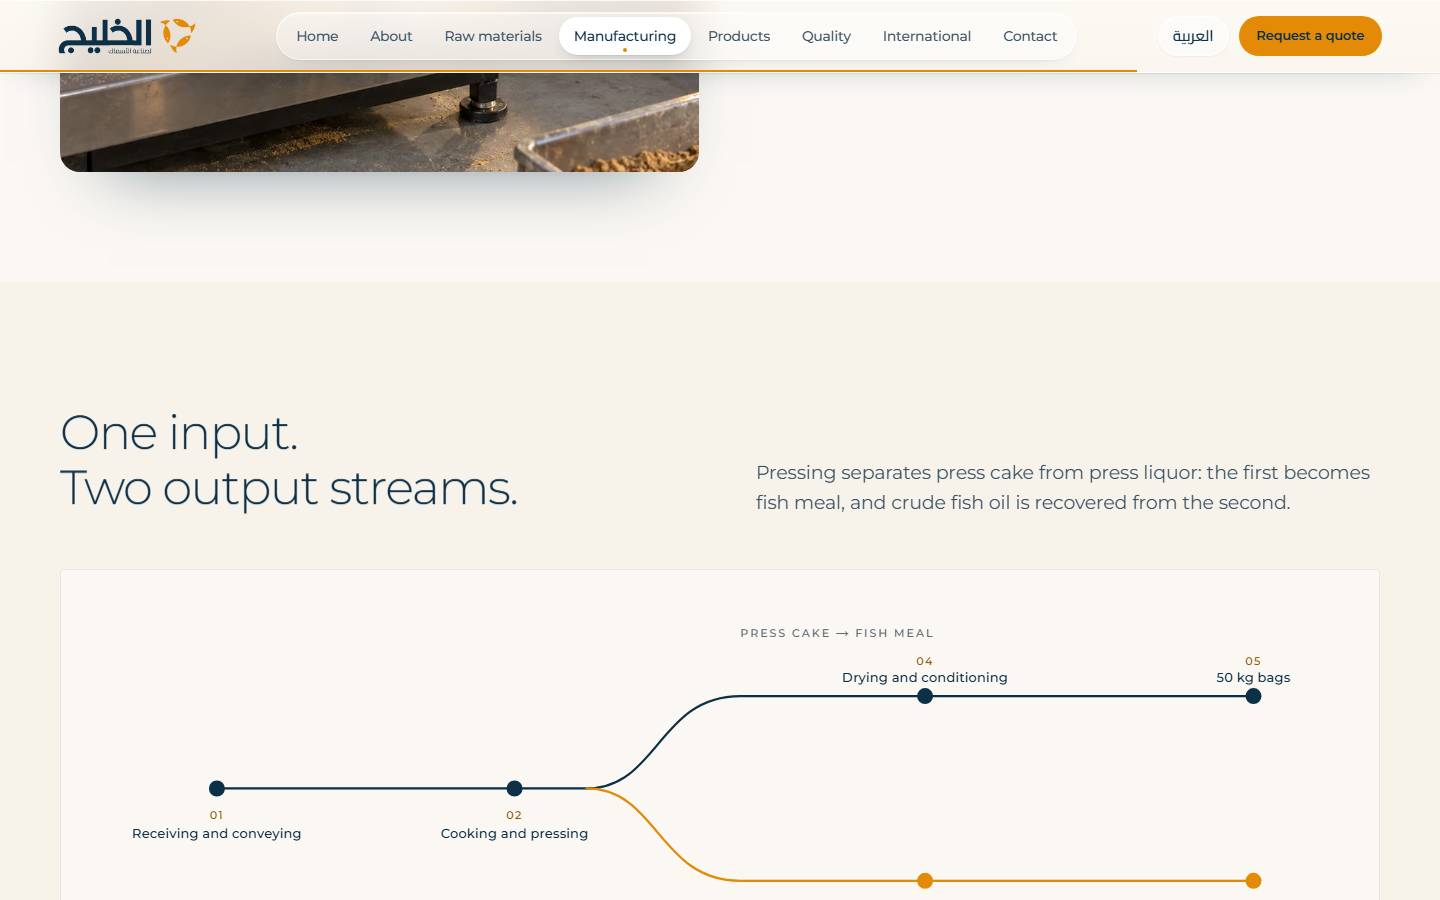 الخليج
لصناعة الأسماك
Home
About
Raw materials
Manufacturing
Products
Quality
International
Contact
العربية
Request a quote
One input.
Two output streams.
Pressing separates press cake from press liquor: the first becomes
fish meal, and crude fish oil is recovered from the second.
PRESS CAKE → FISH MEAL
04
Drying and conditioning
05
50 kg bags
01
Receiving and conveying
02
Cooking and pressing